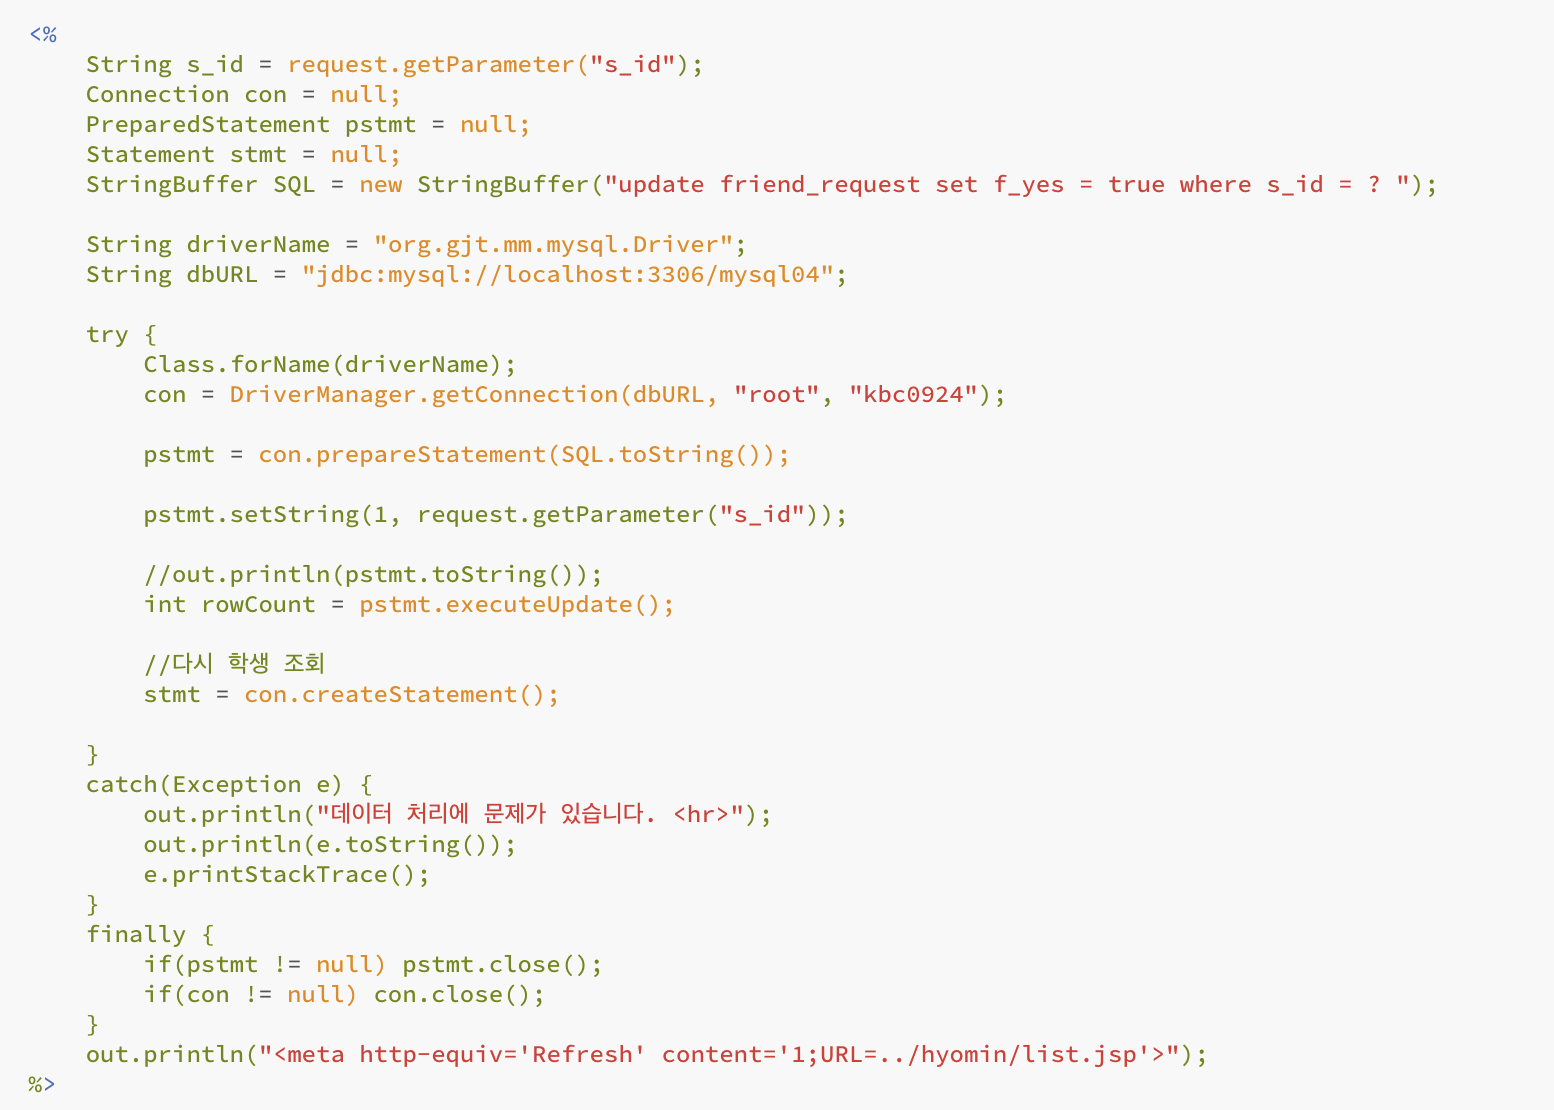 <%
String s_id = request.getParameter("s_id");
Connection con = null;
PreparedStatement pstmt = null;
Statement stmt = null;
StringBuffer SQL = new StringBuffer("update friend_request set f_yes = true where s_id = ? ");
String driverName = "org.gjt.mm.mysql.Driver";
String dbURL = "jdbc:mysql://localhost:3306/mysql04";
try {
Class.forName(driverName);
con = DriverManager.getConnection(dbURL, "root", "kbc0924");
pstmt = con.prepareStatement(SQL.toString());
pstmt.setString(1, request.getParameter("s_id"));
//out.println(pstmt.toString());
int rowCount = pstmt.executeUpdate();
//다시 학생 조회
stmt = con.createStatement();
}
catch(Exception e) {
out.println("데이터 처리에 문제가 있습니다. <hr>");
out.println(e.toString());
e.printStackTrace();
}
finally {
if(pstmt != null) pstmt.close();
if(con != null) con.close();
}
out.println("<meta http-equiv='Refresh' content='1;URL=../hyomin/list.jsp'>");
%>